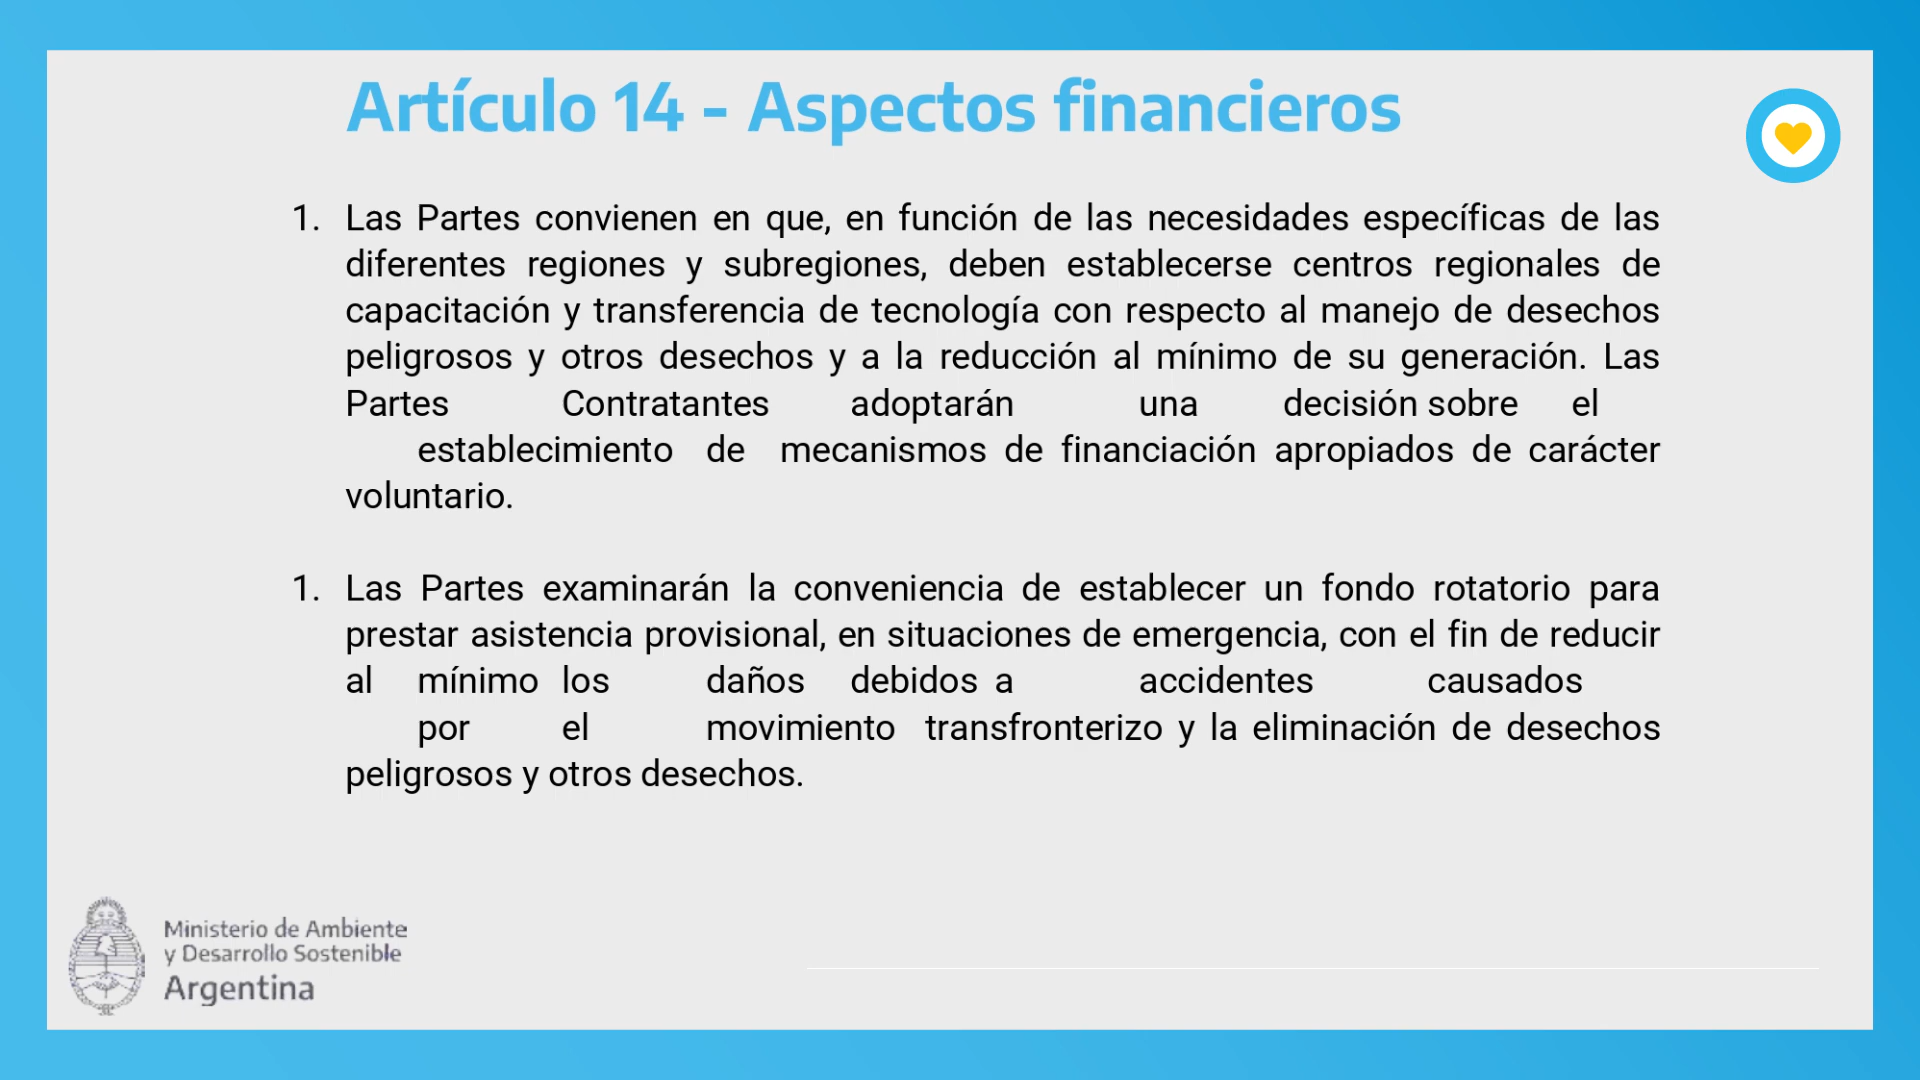 Artículo 14 - Aspectos financieros
1. Las Partes convienen en que, en función de las necesidades específicas de las
diferentes regiones y subregiones, deben establecerse centros regionales de
capacitación y transferencia de tecnología con respecto al manejo de desechos
peligrosos y otros desechos y a la reducción al mínimo de su generación. Las
Partes Contratantes adoptarán una decisión sobre el
establecimiento de mecanismos de financiación apropiados de carácter
voluntario.
1. Las Partes examinarán la conveniencia de establecer un fondo rotatorio para
prestar asistencia provisional, en situaciones de emergencia, con el fin de reducir
al mínimo los daños debidos a accidentes causados
por el movimiento transfronterizo y la eliminación de desechos
peligrosos y otros desechos.
Ministerio de Ambiente
y Desarrollo Sostenible
Argentina